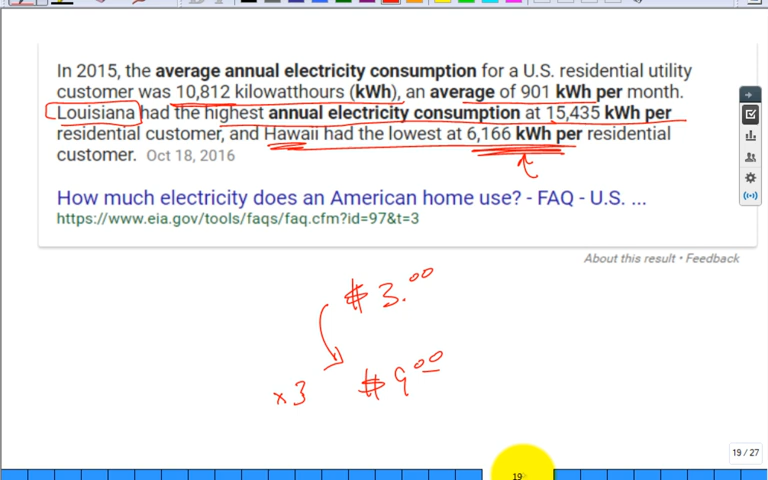 In 2015, the average annual electricity consumption for a U.S. residential utility
customer was 10,812 kilowatthours (kWh), an average of 901 kWh per month.
Louisiana had the highest annual electricity consumption at 15,435 kWh per
residential customer, and Hawaii had the lowest at 6,166 kWh per residential
customer. Oct 18, 2016
How much electricity does an American home use? - FAQ - U.S. ...
https://www.eia.gov/tools/faqs/faq.cfm?id=97&t=3
About this result • Feedback
$3.00
x3 $9.00
19 / 27
19